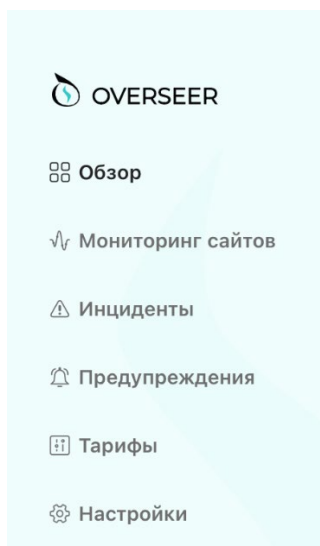 OVERSEER
Обзор
Мониторинг сайтов
Инциденты
Предупреждения
Тарифы
Настройки